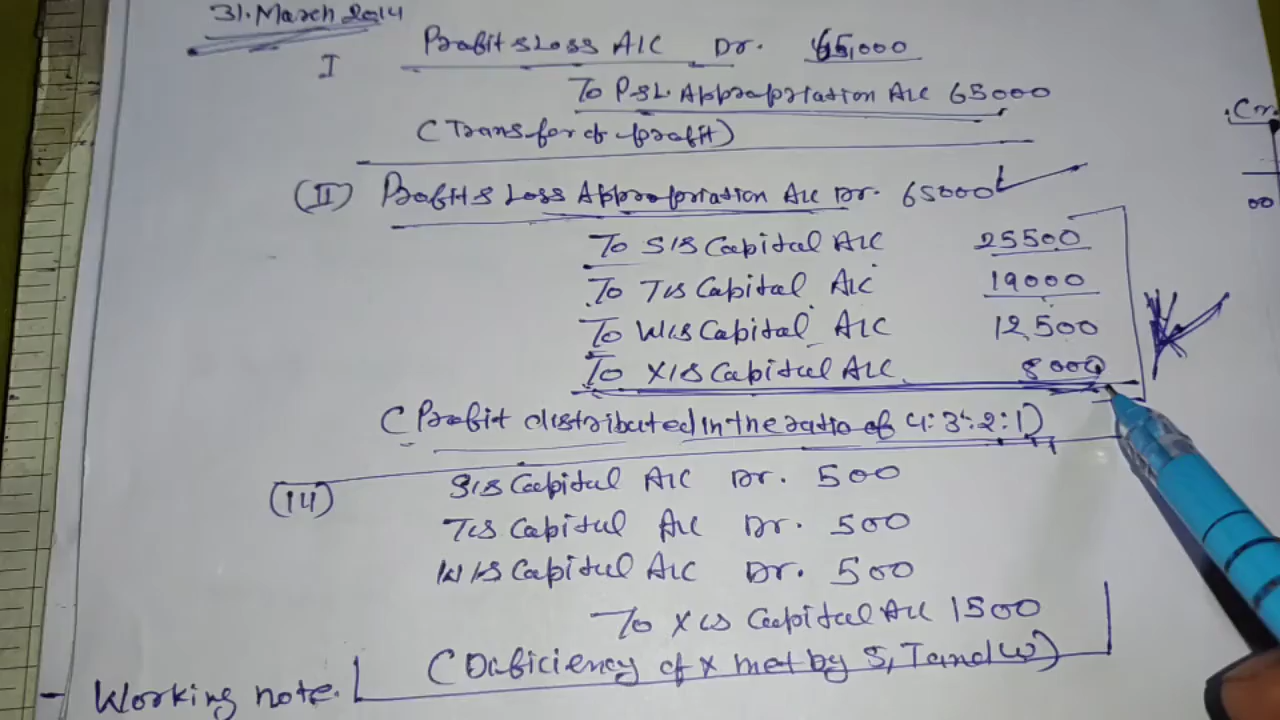 31.March 2014
I Profit & Loss A/C Dr. 65,000
To P&L. Appropriation A/C 65000
(Transfer of profit)
(II) Profit & Loss Appropriation A/C Dr. 65000
To S's Capital A/C 25500
To T's Capital A/C 19000
To W's Capital A/C 12,500
To X's Capital A/C 8000
(Profit distributed in the ratio of 4:3:2:1)
S's Capital A/C Dr. 500
T's Capital A/C Dr. 500
W's Capital A/C Dr. 500
To X's Capital A/C 1500
(Deficiency of X met by S, T and W)
- Working note.
Cr.
00